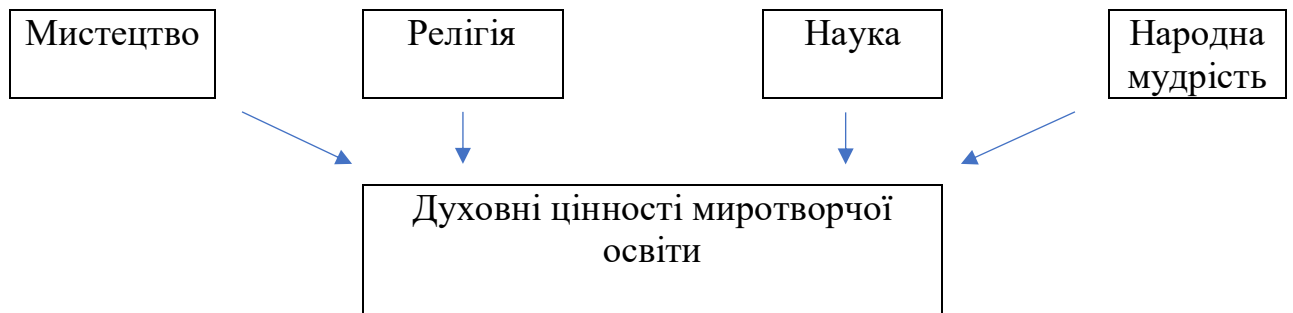 Мистецтво
Релігія
Наука
Народна
мудрість
Духовні цінності миротворчої
освіти